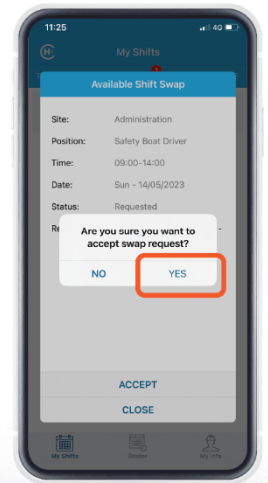 11:25
4G
My Shifts
Available Shift Swap
Site: Administration
Position: Safety Boat Driver
Time: 09:00-14:00
Date: Sun - 14/05/2023
Status: Requested
Are you sure you want to
accept swap request?
NO YES
ACCEPT
CLOSE
My Shifts Roster My Info